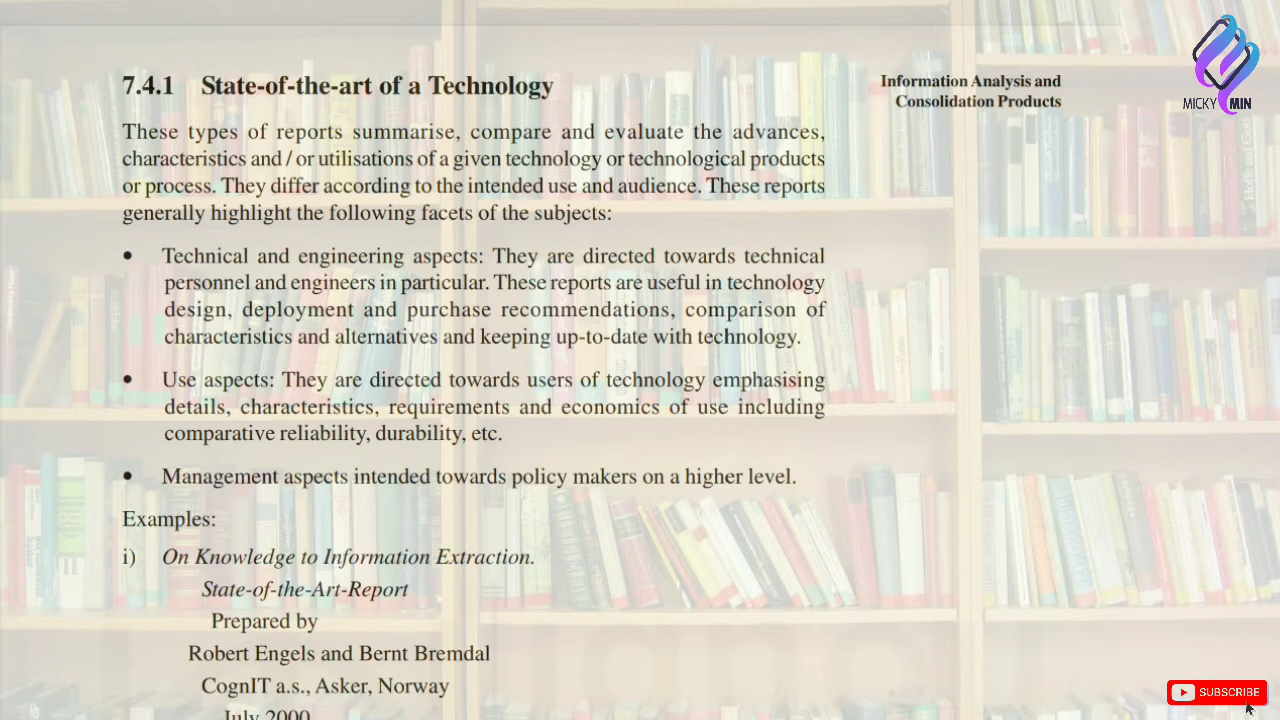 7.4.1 State-of-the-art of a Technology
Information Analysis and
Consolidation Products
MICKY MIN
These types of reports summarise, compare and evaluate the advances,
characteristics and / or utilisations of a given technology or technological products
or process. They differ according to the intended use and audience. These reports
generally highlight the following facets of the subjects:
• Technical and engineering aspects: They are directed towards technical
personnel and engineers in particular. These reports are useful in technology
design, deployment and purchase recommendations, comparison of
characteristics and alternatives and keeping up-to-date with technology.
• Use aspects: They are directed towards users of technology emphasising
details, characteristics, requirements and economics of use including
comparative reliability, durability, etc.
• Management aspects intended towards policy makers on a higher level.
Examples:
i) On Knowledge to Information Extraction.
State-of-the-Art-Report
Prepared by
Robert Engels and Bernt Bremdal
CognIT a.s., Asker, Norway
July 2000
SUBSCRIBE